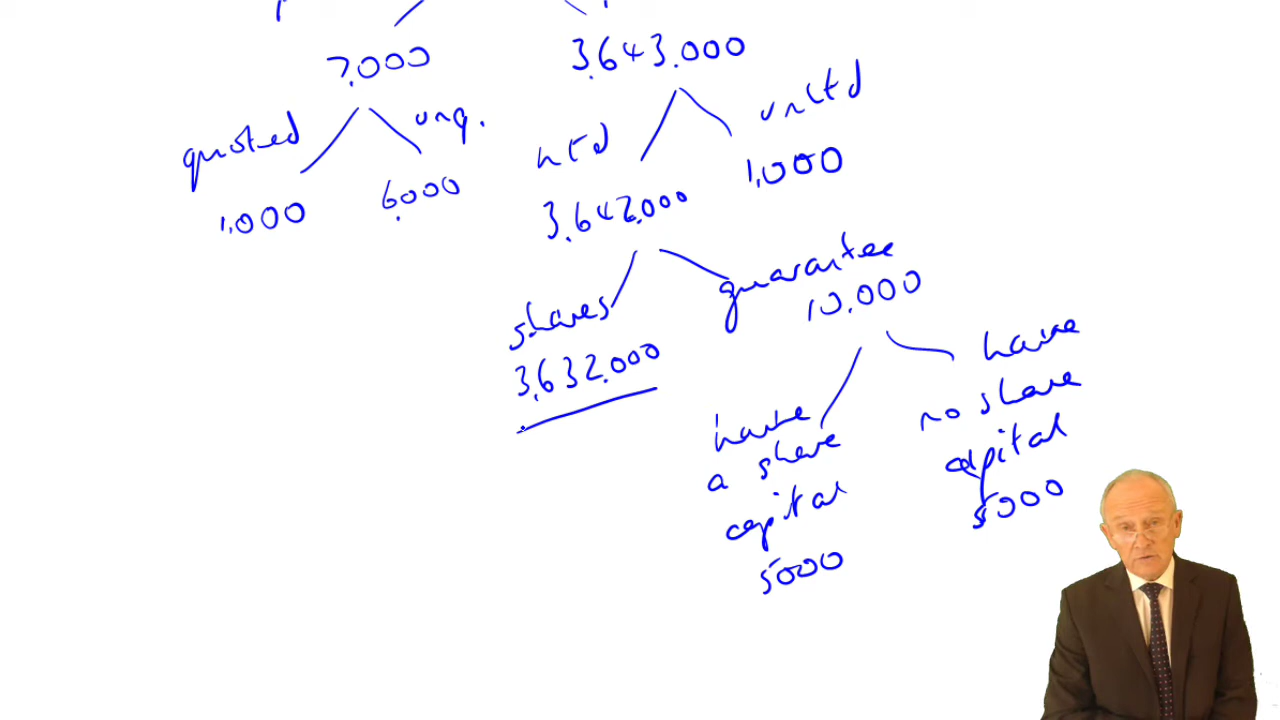 7.000
3.643.000
quoted
unq.
1.000
6.000
ltd
unltd
3.642.000
1.000
shares
3,632.000
guarantee
10.000
have
a share
capital
5000
have
no share
capital
5000